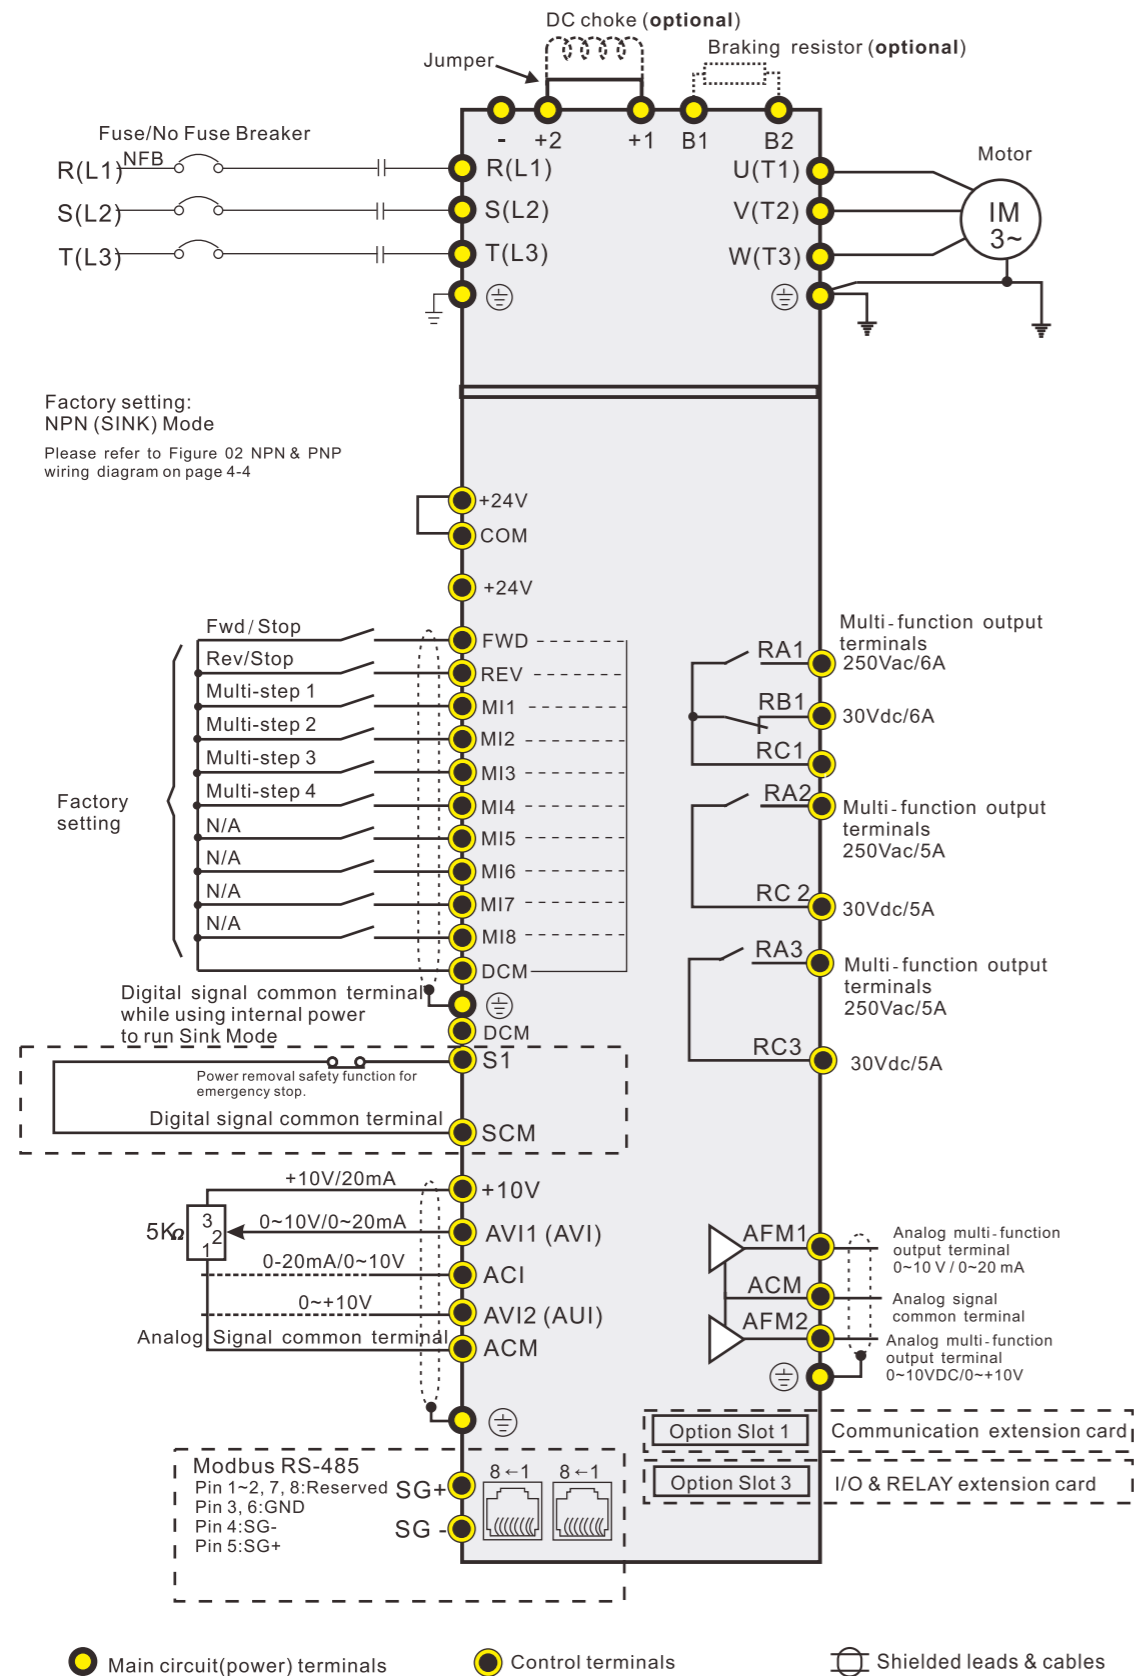 DC choke (optional)
Braking resistor (optional)
Jumper
- +2 +1 B1 B2
Fuse/No Fuse Breaker
NFB
R(L1) R(L1)
S(L2) S(L2)
T(L3) T(L3)
U(T1)
V(T2)
W(T3)
Motor
IM
3~
Factory setting:
NPN (SINK) Mode
Please refer to Figure 02 NPN & PNP
wiring diagram on page 4-4
+24V
COM
+24V
Factory
setting
Fwd/Stop FWD
Rev/Stop REV
Multi-step 1 MI1
Multi-step 2 MI2
Multi-step 3 MI3
Multi-step 4 MI4
N/A MI5
N/A MI6
N/A MI7
N/A MI8
DCM
Digital signal common terminal
while using internal power
to run Sink Mode
DCM
S1
Power removal safety function for
emergency stop.
Digital signal common terminal
SCM
RA1
Multi-function output
terminals
250Vac/6A
RB1
30Vdc/6A
RC1
RA2
Multi-function output
terminals
250Vac/5A
RC 2
30Vdc/5A
RA3
Multi-function output
terminals
250Vac/5A
RC3
30Vdc/5A
+10V/20mA +10V
5KΩ
3
2
1
0~10V/0~20mA AVI1 (AVI)
0-20mA/0~10V ACI
0~+10V AVI2 (AUI)
Analog Signal common terminal ACM
AFM1
Analog multi-function
output terminal
0~10 V / 0~20 mA
ACM
Analog signal
common terminal
AFM2
Analog multi-function
output terminal
0~10VDC/0~+10V
Option Slot 1 Communication extension card
Option Slot 3 I/O & RELAY extension card
Modbus RS-485
Pin 1~2, 7, 8:Reserved
Pin 3, 6:GND
Pin 4:SG-
Pin 5:SG+
SG+
SG -
8←1 8←1
Main circuit(power) terminals Control terminals Shielded leads & cables